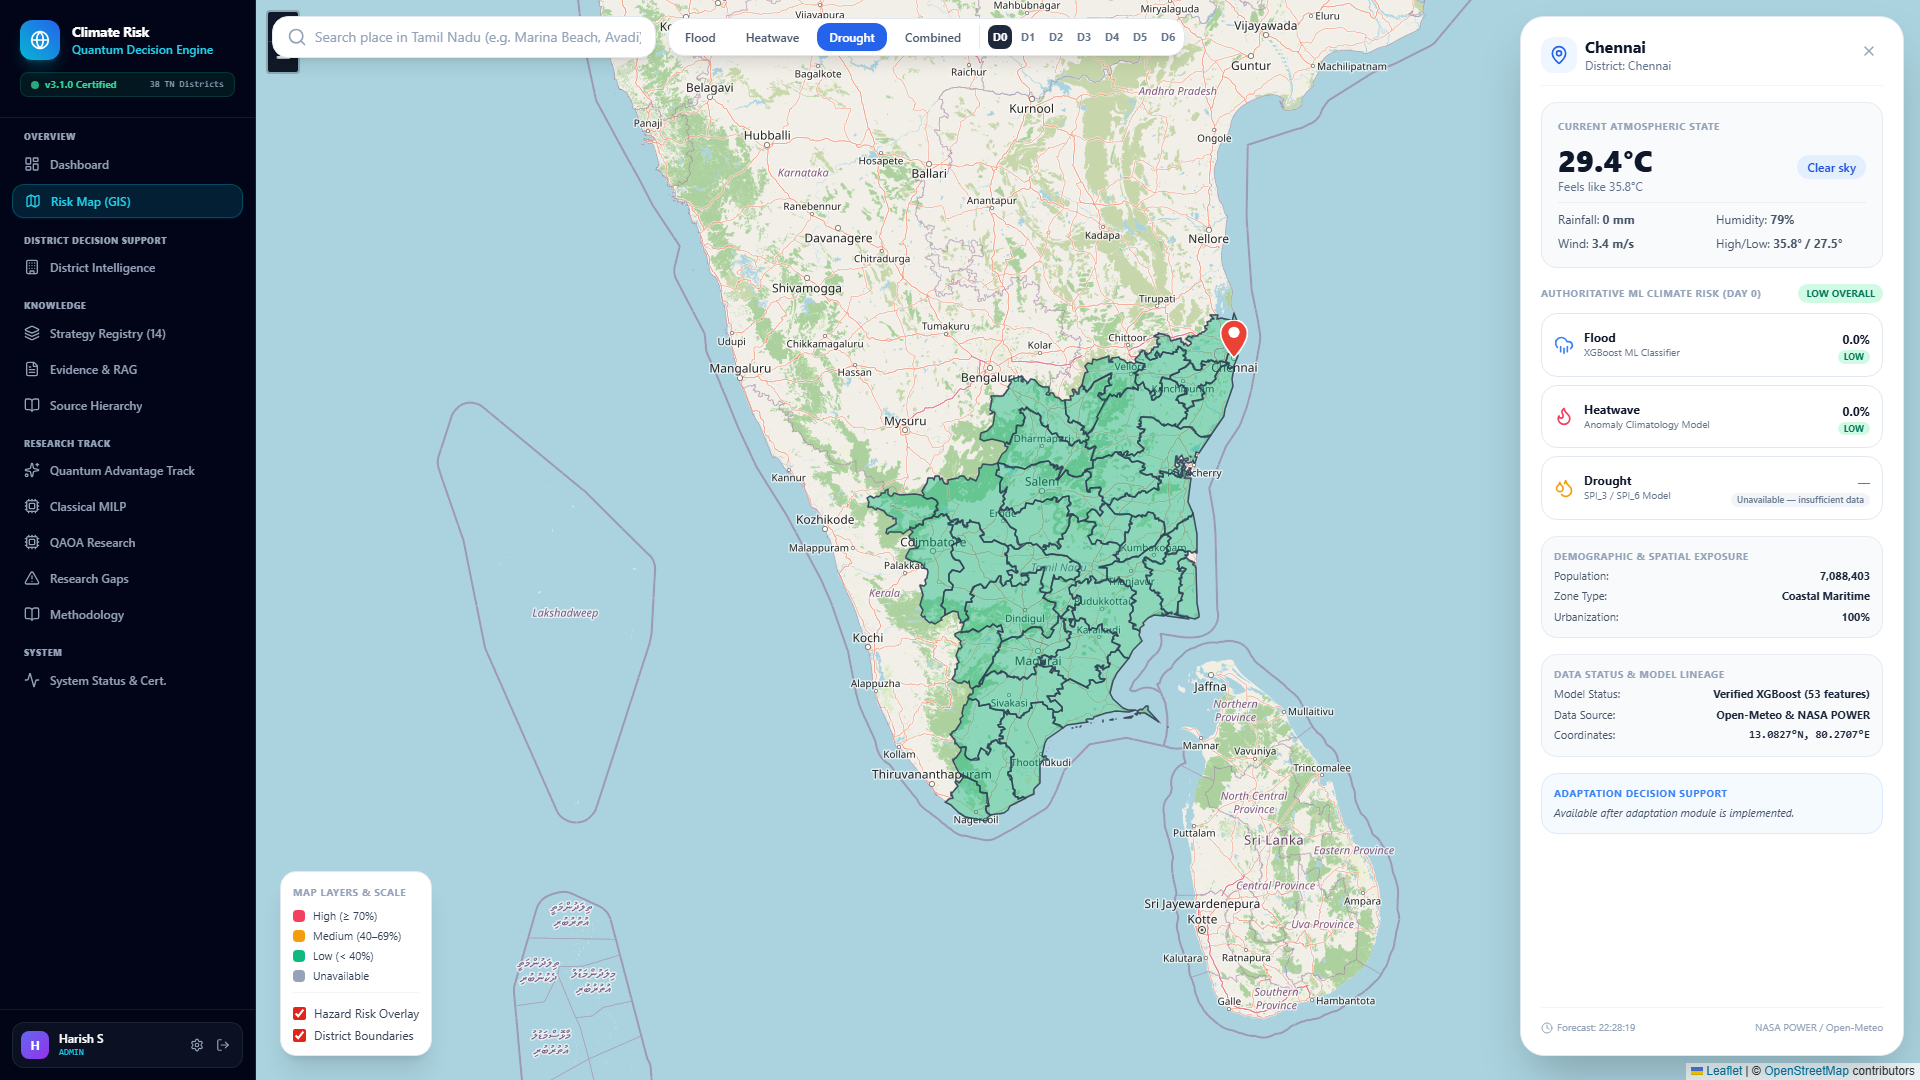 Climate Risk
Quantum Decision Engine
v3.1.0 Certified
38 TN Districts
OVERVIEW
Dashboard
Risk Map (GIS)
DISTRICT DECISION SUPPORT
District Intelligence
KNOWLEDGE
Strategy Registry (14)
Evidence & RAG
Source Hierarchy
RESEARCH TRACK
Quantum Advantage Track
Classical MILP
QAOA Research
Research Gaps
Methodology
SYSTEM
System Status & Cert.
H
Harish S
ADMIN
Search place in Tamil Nadu (e.g. Marina Beach, Avadi)
Flood
Heatwave
Drought
Combined
D0
D1
D2
D3
D4
D5
D6
Mahbubnagar
Miryalaguda
Eluru
Vijayapura
Vijayawada
Bagalkote
Raichur
Guntur
Machilipatnam
Belagavi
Andhra Pradesh
Kurnool
Panaji
Hubballi
Ongole
Hosapete
Ballari
Karnataka
Anantapur
Ranebennur
Davanagere
Kadapa
Nellore
Chitradurga
Shivamogga
Tirupati
Tumakuru
Udupi
Chikkamagaluru
Kolar
Chittoor
Mangaluru
Hassan
Bengaluru
Vellore
Chennai
Kanchipuram
Mysuru
Dharmapuri
Kannur
Salem
Erode
Kozhikode
Coimbatore
Malappuram
Kumbakonam
Palakkad
Tamil Nadu
Thanjavur
Kerala
Pudukkottai
Lakshadweep
Dindigul
Karaikudi
Kochi
Madurai
Alappuzha
Sivakasi
Jaffna
Northern
Province
Mullaitivu
Kollam
Mannar
Vavuniya
Thoothukudi
Thiruvananthapuram
Trincomalee
North Central
Province
Nagercoil
Puttalam
Sri Lanka
Eastern Province
Central Province
Sri Jayewardenepura
Kotte
Ampara
Uva Province
Kalutara
Ratnapura
Southern
Province
Galle
Hambantota
MAP LAYERS & SCALE
High (≥ 70%)
Medium (40–69%)
Low (< 40%)
Unavailable
Hazard Risk Overlay
District Boundaries
Chennai
District: Chennai
CURRENT ATMOSPHERIC STATE
29.4°C
Feels like 35.8°C
Clear sky
Rainfall: 0 mm
Humidity: 79%
Wind: 3.4 m/s
High/Low: 35.8° / 27.5°
AUTHORITATIVE ML CLIMATE RISK (DAY 0)
LOW OVERALL
Flood
XGBoost ML Classifier
0.0%
LOW
Heatwave
Anomaly Climatology Model
0.0%
LOW
Drought
SPI_3 / SPI_6 Model
—
Unavailable — insufficient data
DEMOGRAPHIC & SPATIAL EXPOSURE
Population: 7,088,403
Zone Type: Coastal Maritime
Urbanization: 100%
DATA STATUS & MODEL LINEAGE
Model Status: Verified XGBoost (53 features)
Data Source: Open-Meteo & NASA POWER
Coordinates: 13.0827°N, 80.2707°E
ADAPTATION DECISION SUPPORT
Available after adaptation module is implemented.
Forecast: 22:28:19
NASA POWER / Open-Meteo
Leaflet | © OpenStreetMap contributors